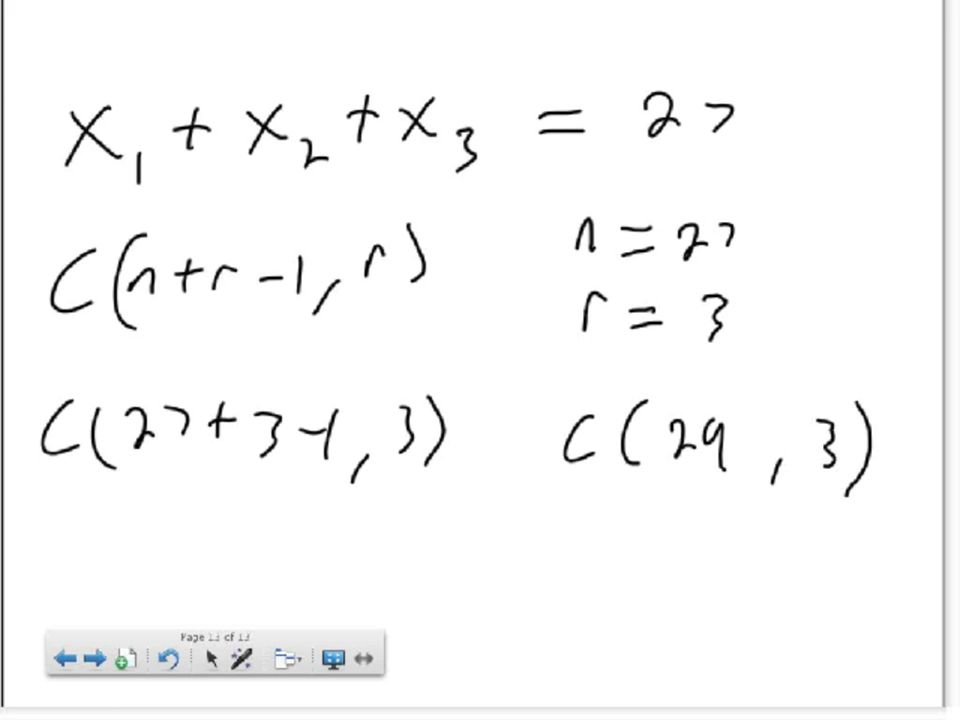 X₁ + X₂ + X₃ = 27
C(n+r-1, r) n = 27
r = 3
C(27+3-1, 3) C(29, 3)
Page 13 of 13